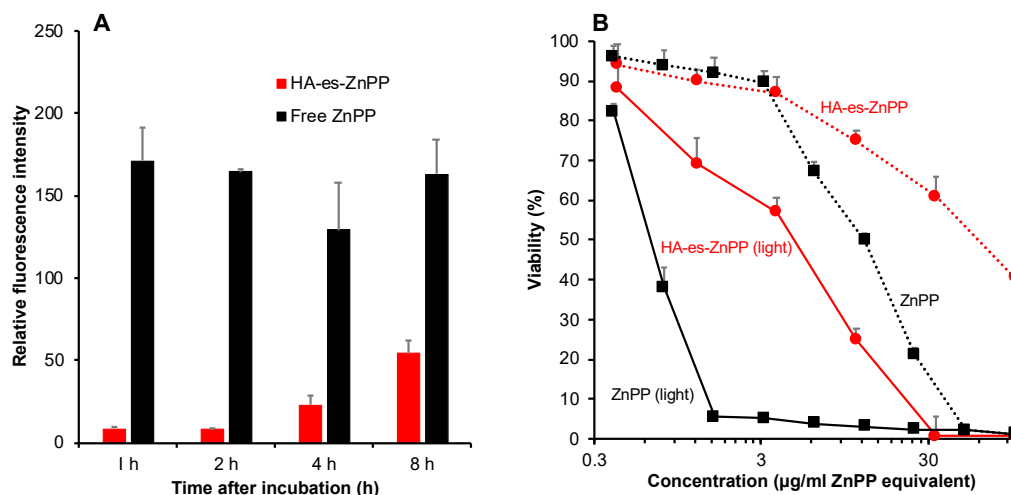 A
250
200
150
100
50
0
Relative fluorescence intensity
HA-es-ZnPP
Free ZnPP
1 h
2 h
4 h
8 h
Time after incubation (h)
B
100
90
80
70
60
50
40
30
20
10
0
Viability (%)
HA-es-ZnPP
HA-es-ZnPP (light)
ZnPP
ZnPP (light)
0.3
3
30
Concentration (µg/ml ZnPP equivalent)